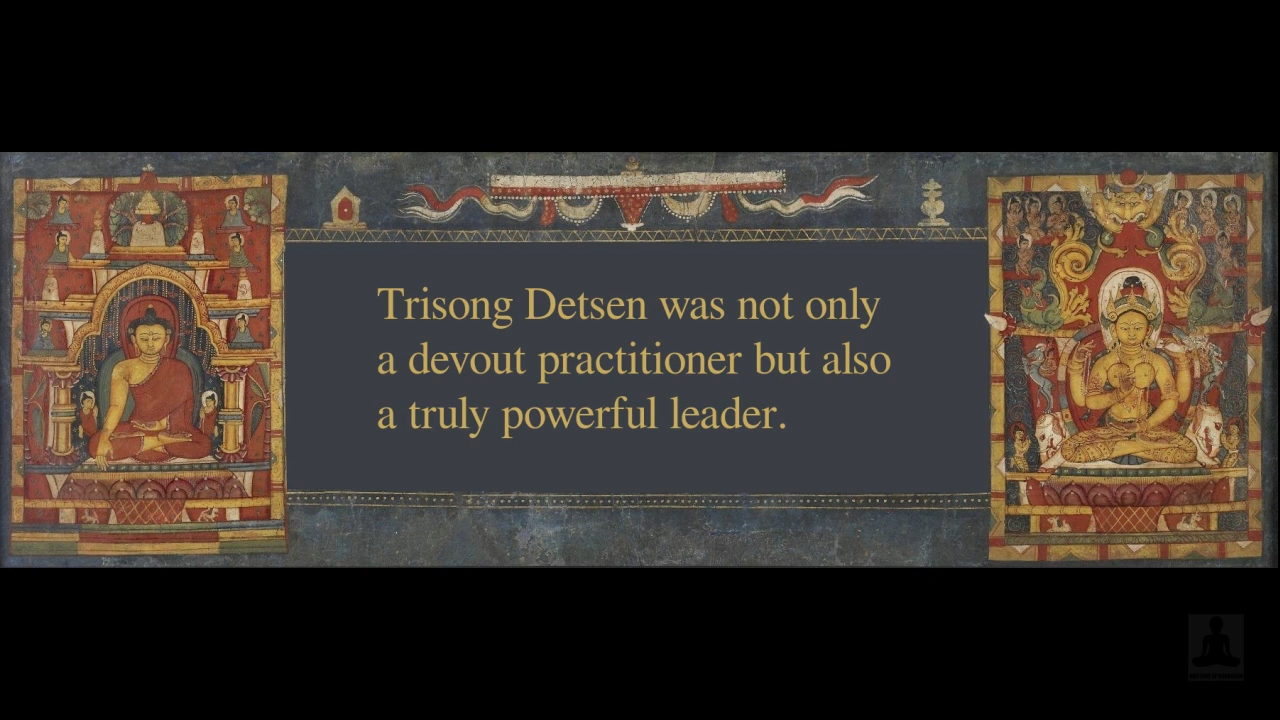 Trisong Detsen was not only
a devout practitioner but also
a truly powerful leader.